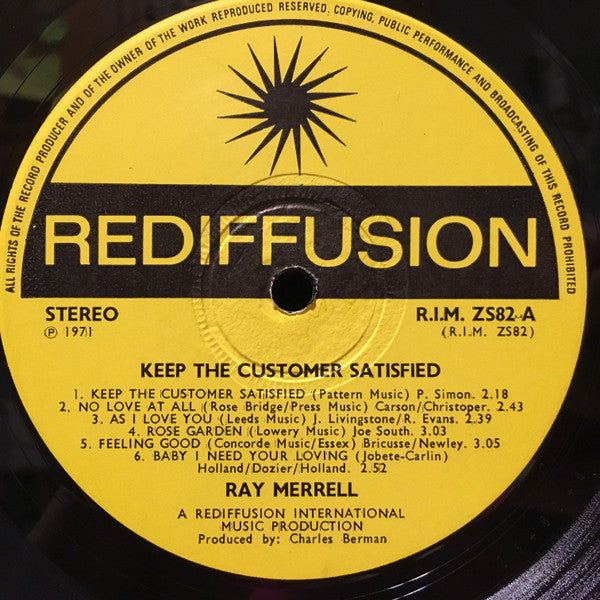 ALL RIGHTS OF THE RECORD PRODUCER AND OF THE OWNER OF THE WORK REPRODUCED RESERVED, COPYING, PUBLIC PERFORMANCE AND BROADCASTING OF THIS RECORD PROHIBITED
REDIFFUSION
STEREO
Ⓟ 1971
R.I.M. ZS82-A
(R.I.M. ZS82)
KEEP THE CUSTOMER SATISFIED
1. KEEP THE CUSTOMER SATISFIED (Pattern Music) P. Simon. 2.18
2. NO LOVE AT ALL (Rose Bridge/Press Music) Carson/Christoper. 2.43
3. AS I LOVE YOU (Leeds Music) J. Livingstone/R. Evans. 2.39
4. ROSE GARDEN (Lowery Music) Joe South. 3.03
5. FEELING GOOD (Concorde Music/Essex) Bricusse/Newley. 3.05
6. BABY I NEED YOUR LOVING (Jobete-Carlin)
Holland/Dozier/Holland. 2.52
RAY MERRELL
A REDIFFUSION INTERNATIONAL
MUSIC PRODUCTION
Produced by: Charles Berman